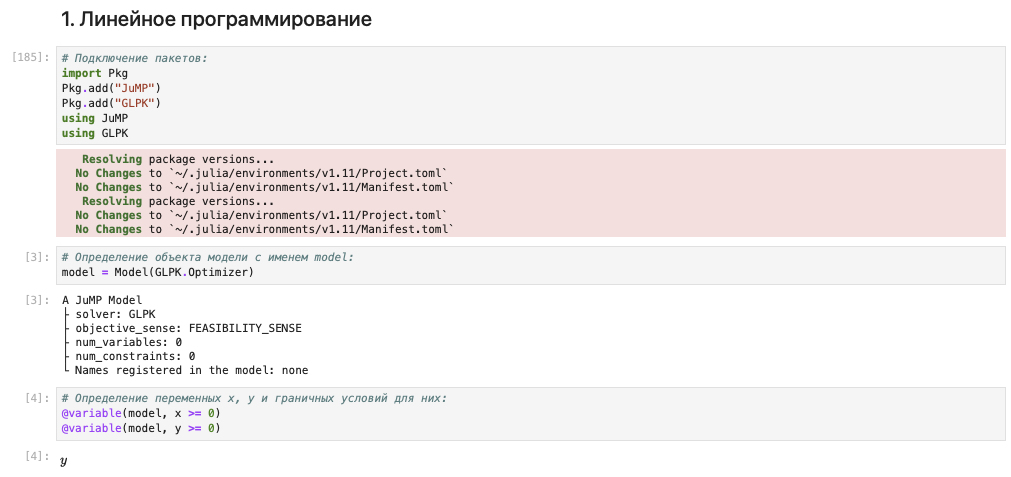 1. Линейное программирование
[185]: # Подключение пакетов:
import Pkg
Pkg.add("JuMP")
Pkg.add("GLPK")
using JuMP
using GLPK
Resolving package versions...
No Changes to `~/.julia/environments/v1.11/Project.toml`
No Changes to `~/.julia/environments/v1.11/Manifest.toml`
Resolving package versions...
No Changes to `~/.julia/environments/v1.11/Project.toml`
No Changes to `~/.julia/environments/v1.11/Manifest.toml`
[3]: # Определение объекта модели с именем model:
model = Model(GLPK.Optimizer)
[3]: A JuMP Model
├ solver: GLPK
├ objective_sense: FEASIBILITY_SENSE
├ num_variables: 0
├ num_constraints: 0
└ Names registered in the model: none
[4]: # Определение переменных x, y и граничных условий для них:
@variable(model, x >= 0)
@variable(model, y >= 0)
[4]: y